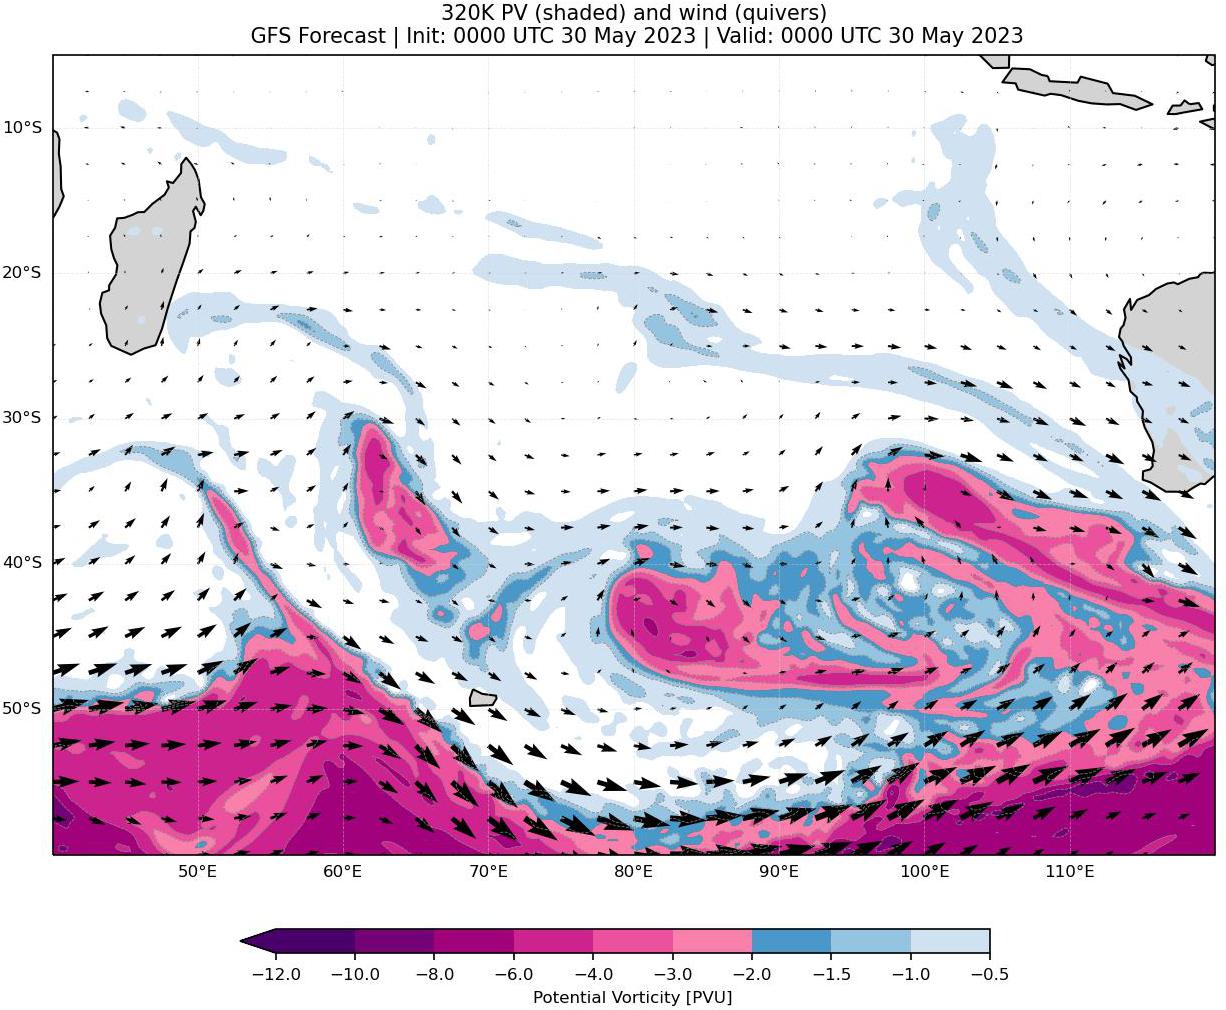 320K PV (shaded) and wind (quivers)
GFS Forecast | Init: 0000 UTC 30 May 2023 | Valid: 0000 UTC 30 May 2023
10°S
20°S
30°S
40°S
50°S
50°E 60°E 70°E 80°E 90°E 100°E 110°E
−12.0 −10.0 −8.0 −6.0 −4.0 −3.0 −2.0 −1.5 −1.0 −0.5
Potential Vorticity [PVU]